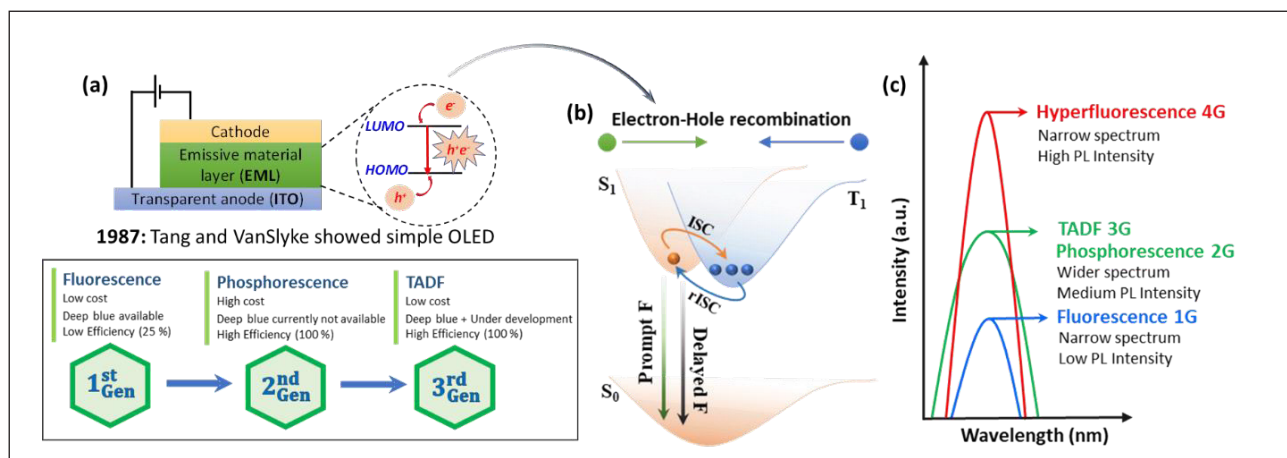 (a)
Cathode
Emissive material
layer (EML)
Transparent anode (ITO)
LUMO
HOMO
e⁻
h⁺e⁻
h⁺
1987: Tang and VanSlyke showed simple OLED
Fluorescence
Low cost
Deep blue available
Low Efficiency (25 %)
Phosphorescence
High cost
Deep blue currently not available
High Efficiency (100 %)
TADF
Low cost
Deep blue + Under development
High Efficiency (100 %)
1st Gen
2nd Gen
3rd Gen
(b)
Electron-Hole recombination
S₁
T₁
ISC
rISC
Prompt F
Delayed F
S₀
(c)
Intensity (a.u.)
Hyperfluorescence 4G
Narrow spectrum
High PL Intensity
TADF 3G
Phosphorescence 2G
Wider spectrum
Medium PL Intensity
Fluorescence 1G
Narrow spectrum
Low PL Intensity
Wavelength (nm)